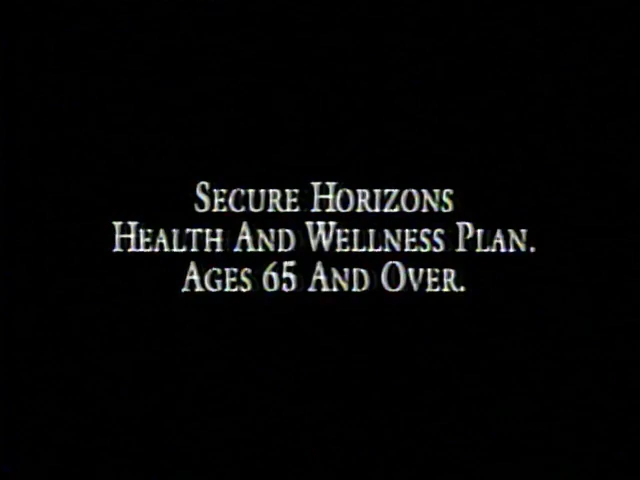 Secure Horizons
Health And Wellness Plan.
Ages 65 And Over.